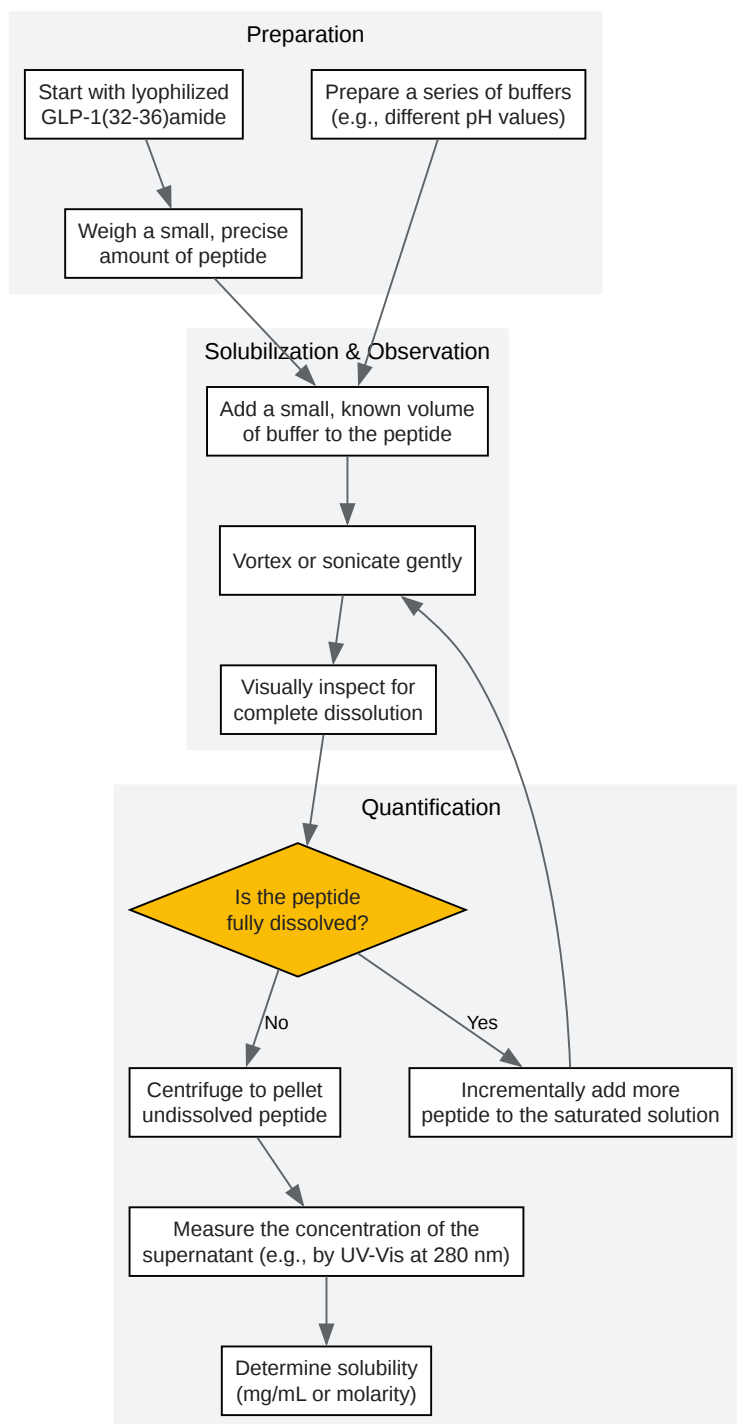 Preparation
Start with lyophilized
GLP-1(32-36)amide
Prepare a series of buffers
(e.g., different pH values)
Weigh a small, precise
amount of peptide
Solubilization & Observation
Add a small, known volume
of buffer to the peptide
Vortex or sonicate gently
Visually inspect for
complete dissolution
Quantification
Is the peptide
fully dissolved?
No
Yes
Centrifuge to pellet
undissolved peptide
Incrementally add more
peptide to the saturated solution
Measure the concentration of the
supernatant (e.g., by UV-Vis at 280 nm)
Determine solubility
(mg/mL or molarity)